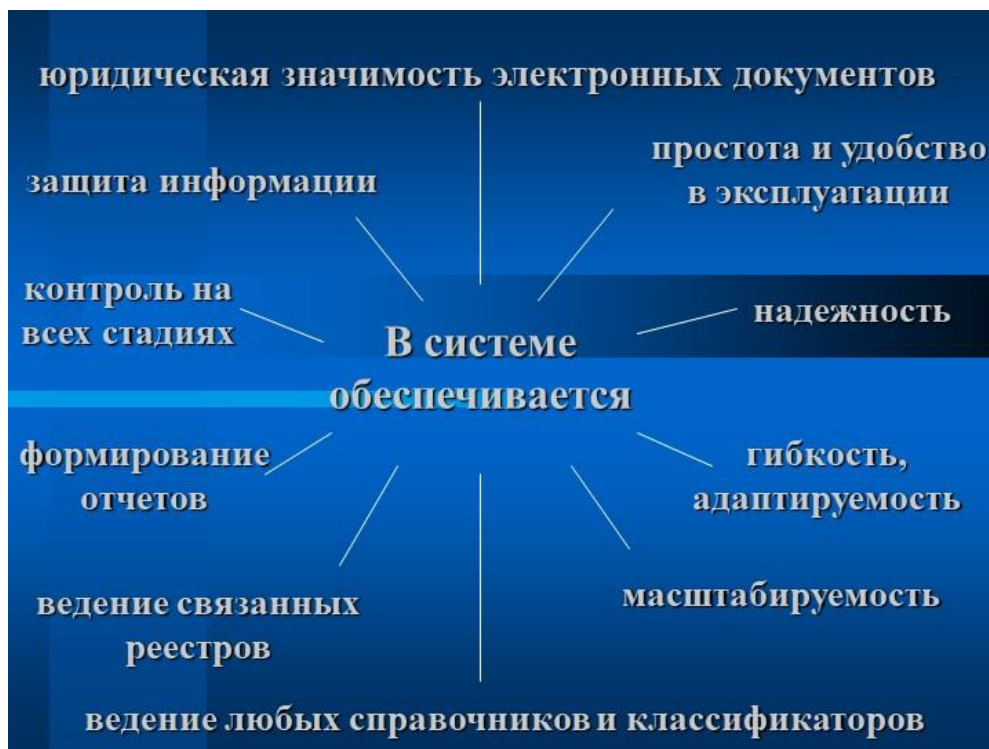 юридическая значимость электронных документов
простота и удобство
в эксплуатации
защита информации
контроль на
всех стадиях
надежность
В системе
обеспечивается
формирование
отчетов
гибкость,
адаптируемость
ведение связанных
реестров
масштабируемость
ведение любых справочников и классификаторов